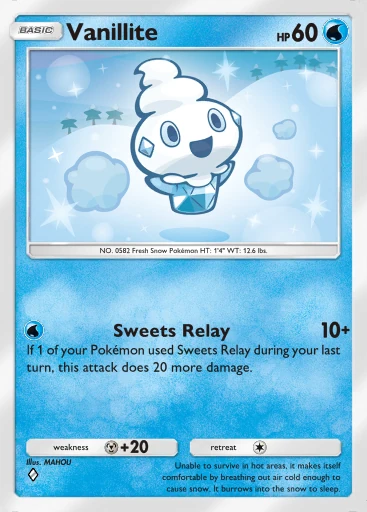 BASIC Vanillite HP 60
NO. 0582 Fresh Snow Pokémon HT: 1'4" WT: 12.6 lbs.
Sweets Relay 10+
If 1 of your Pokémon used Sweets Relay during your last
turn, this attack does 20 more damage.
weakness +20 retreat
Illus. MAHOU
Unable to survive in hot areas, it makes itself
comfortable by breathing out air cold enough to
cause snow. It burrows into the snow to sleep.